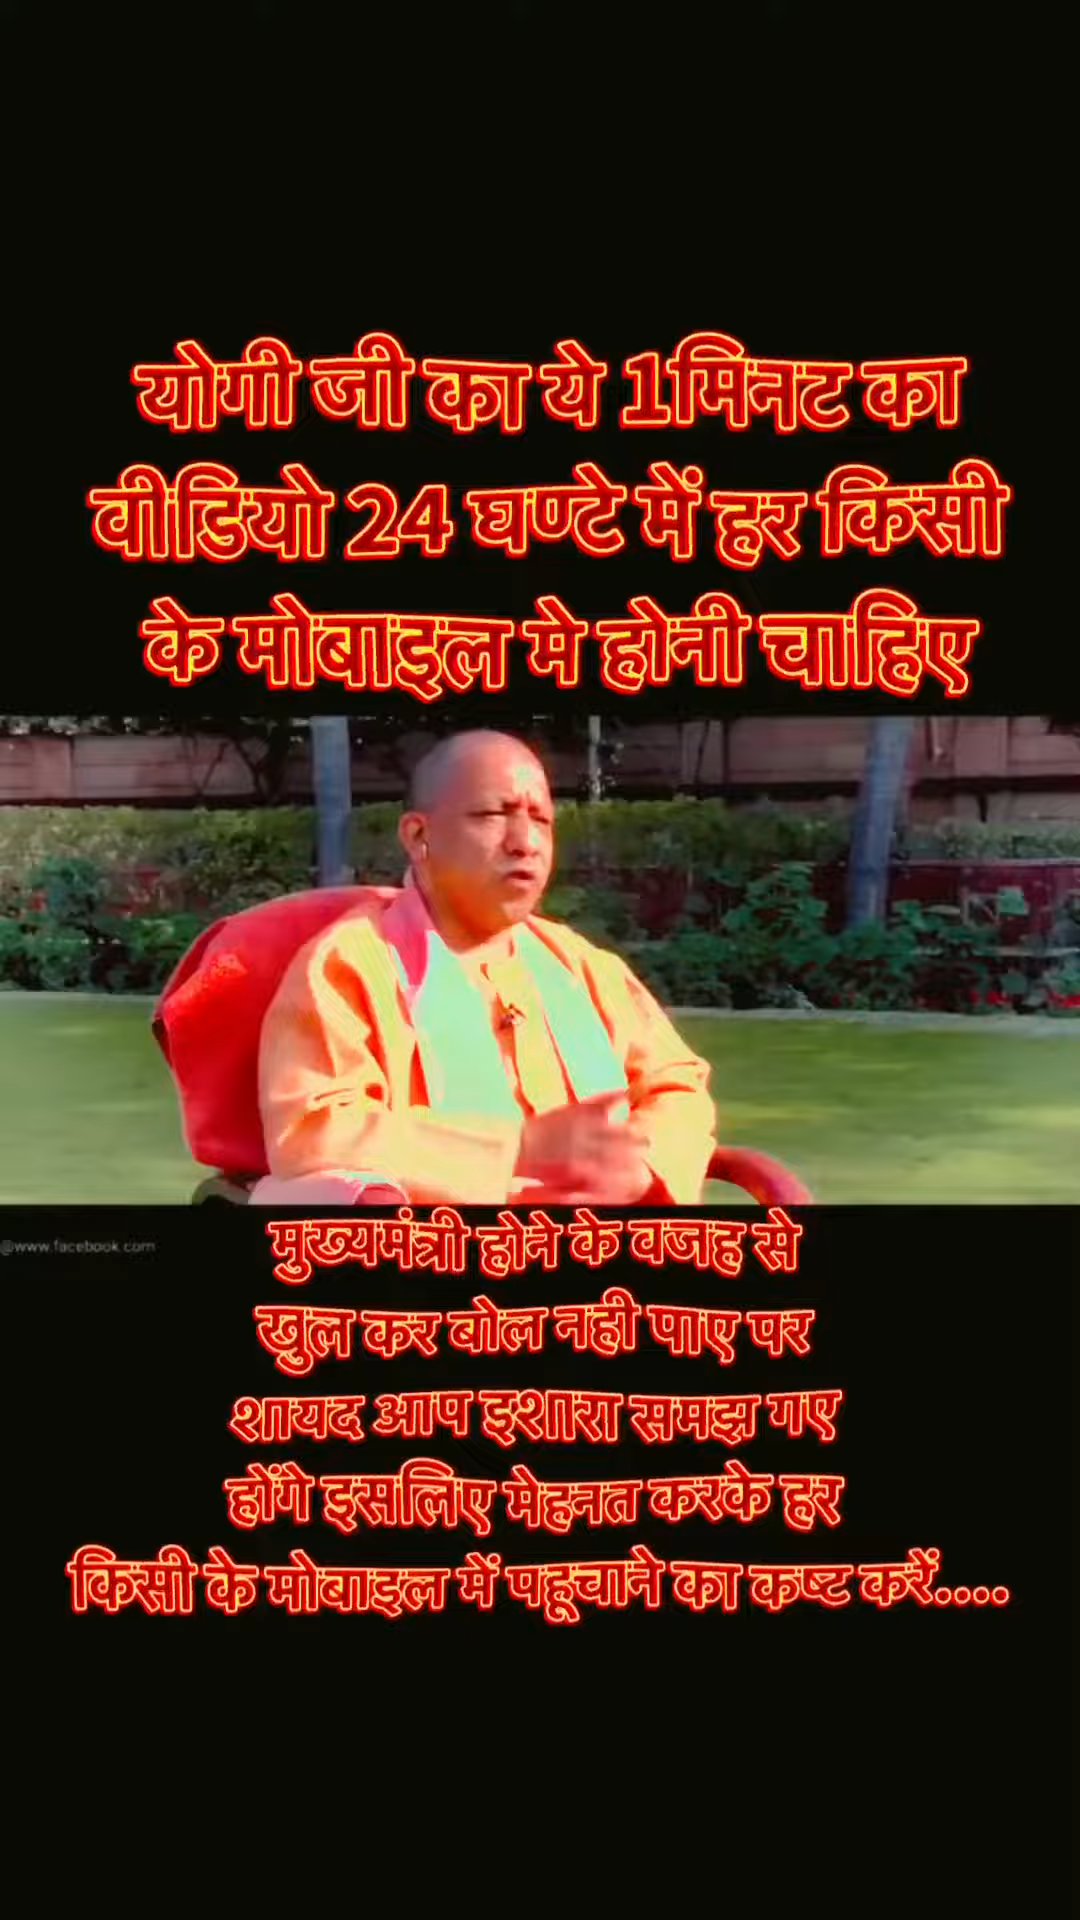 योगी जी का ये 1मिनट का
वीडियो 24 घण्टे में हर किसी
के मोबाइल मे होनी चाहिए
@www.facebook.com
मुख्यमंत्री होने के वजह से
खुल कर बोल नही पाए पर
शायद आप इशारा समझ गए
होंगे इसलिए मेहनत करके हर
किसी के मोबाइल में पहूचाने का कष्ट करें....